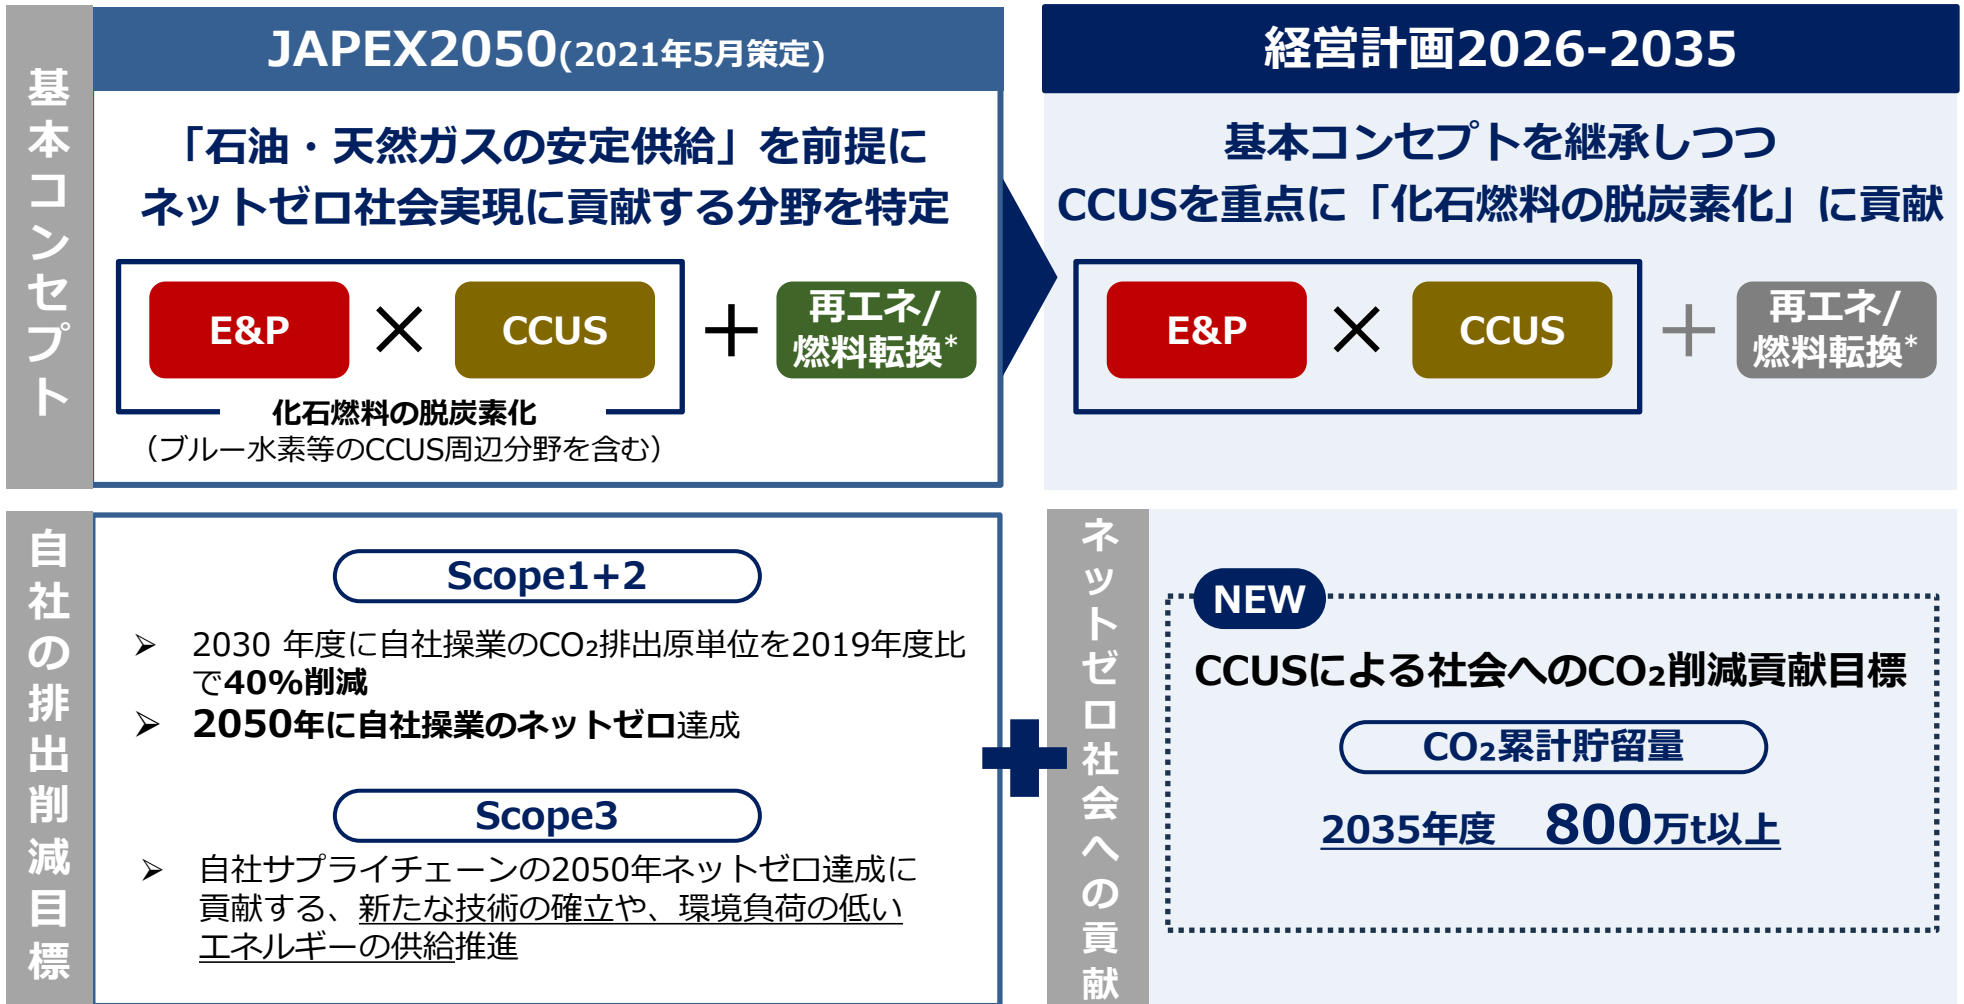 基本コンセプト
JAPEX2050(2021年5月策定)
「石油・天然ガスの安定供給」を前提に
ネットゼロ社会実現に貢献する分野を特定
E&P
×
CCUS
＋
再エネ/
燃料転換*
化石燃料の脱炭素化
（ブルー水素等のCCUS周辺分野を含む）
経営計画2026-2035
基本コンセプトを継承しつつ
CCUSを重点に「化石燃料の脱炭素化」に貢献
E&P
×
CCUS
＋
再エネ/
燃料転換*
自社の排出削減目標
Scope1+2
➢ 2030 年度に自社操業のCO₂排出原単位を2019年度比
で40%削減
➢ 2050年に自社操業のネットゼロ達成
Scope3
➢ 自社サプライチェーンの2050年ネットゼロ達成に
貢献する、新たな技術の確立や、環境負荷の低い
エネルギーの供給推進
ネットゼロ社会への貢献
NEW
CCUSによる社会へのCO₂削減貢献目標
CO₂累計貯留量
2035年度　800万t以上